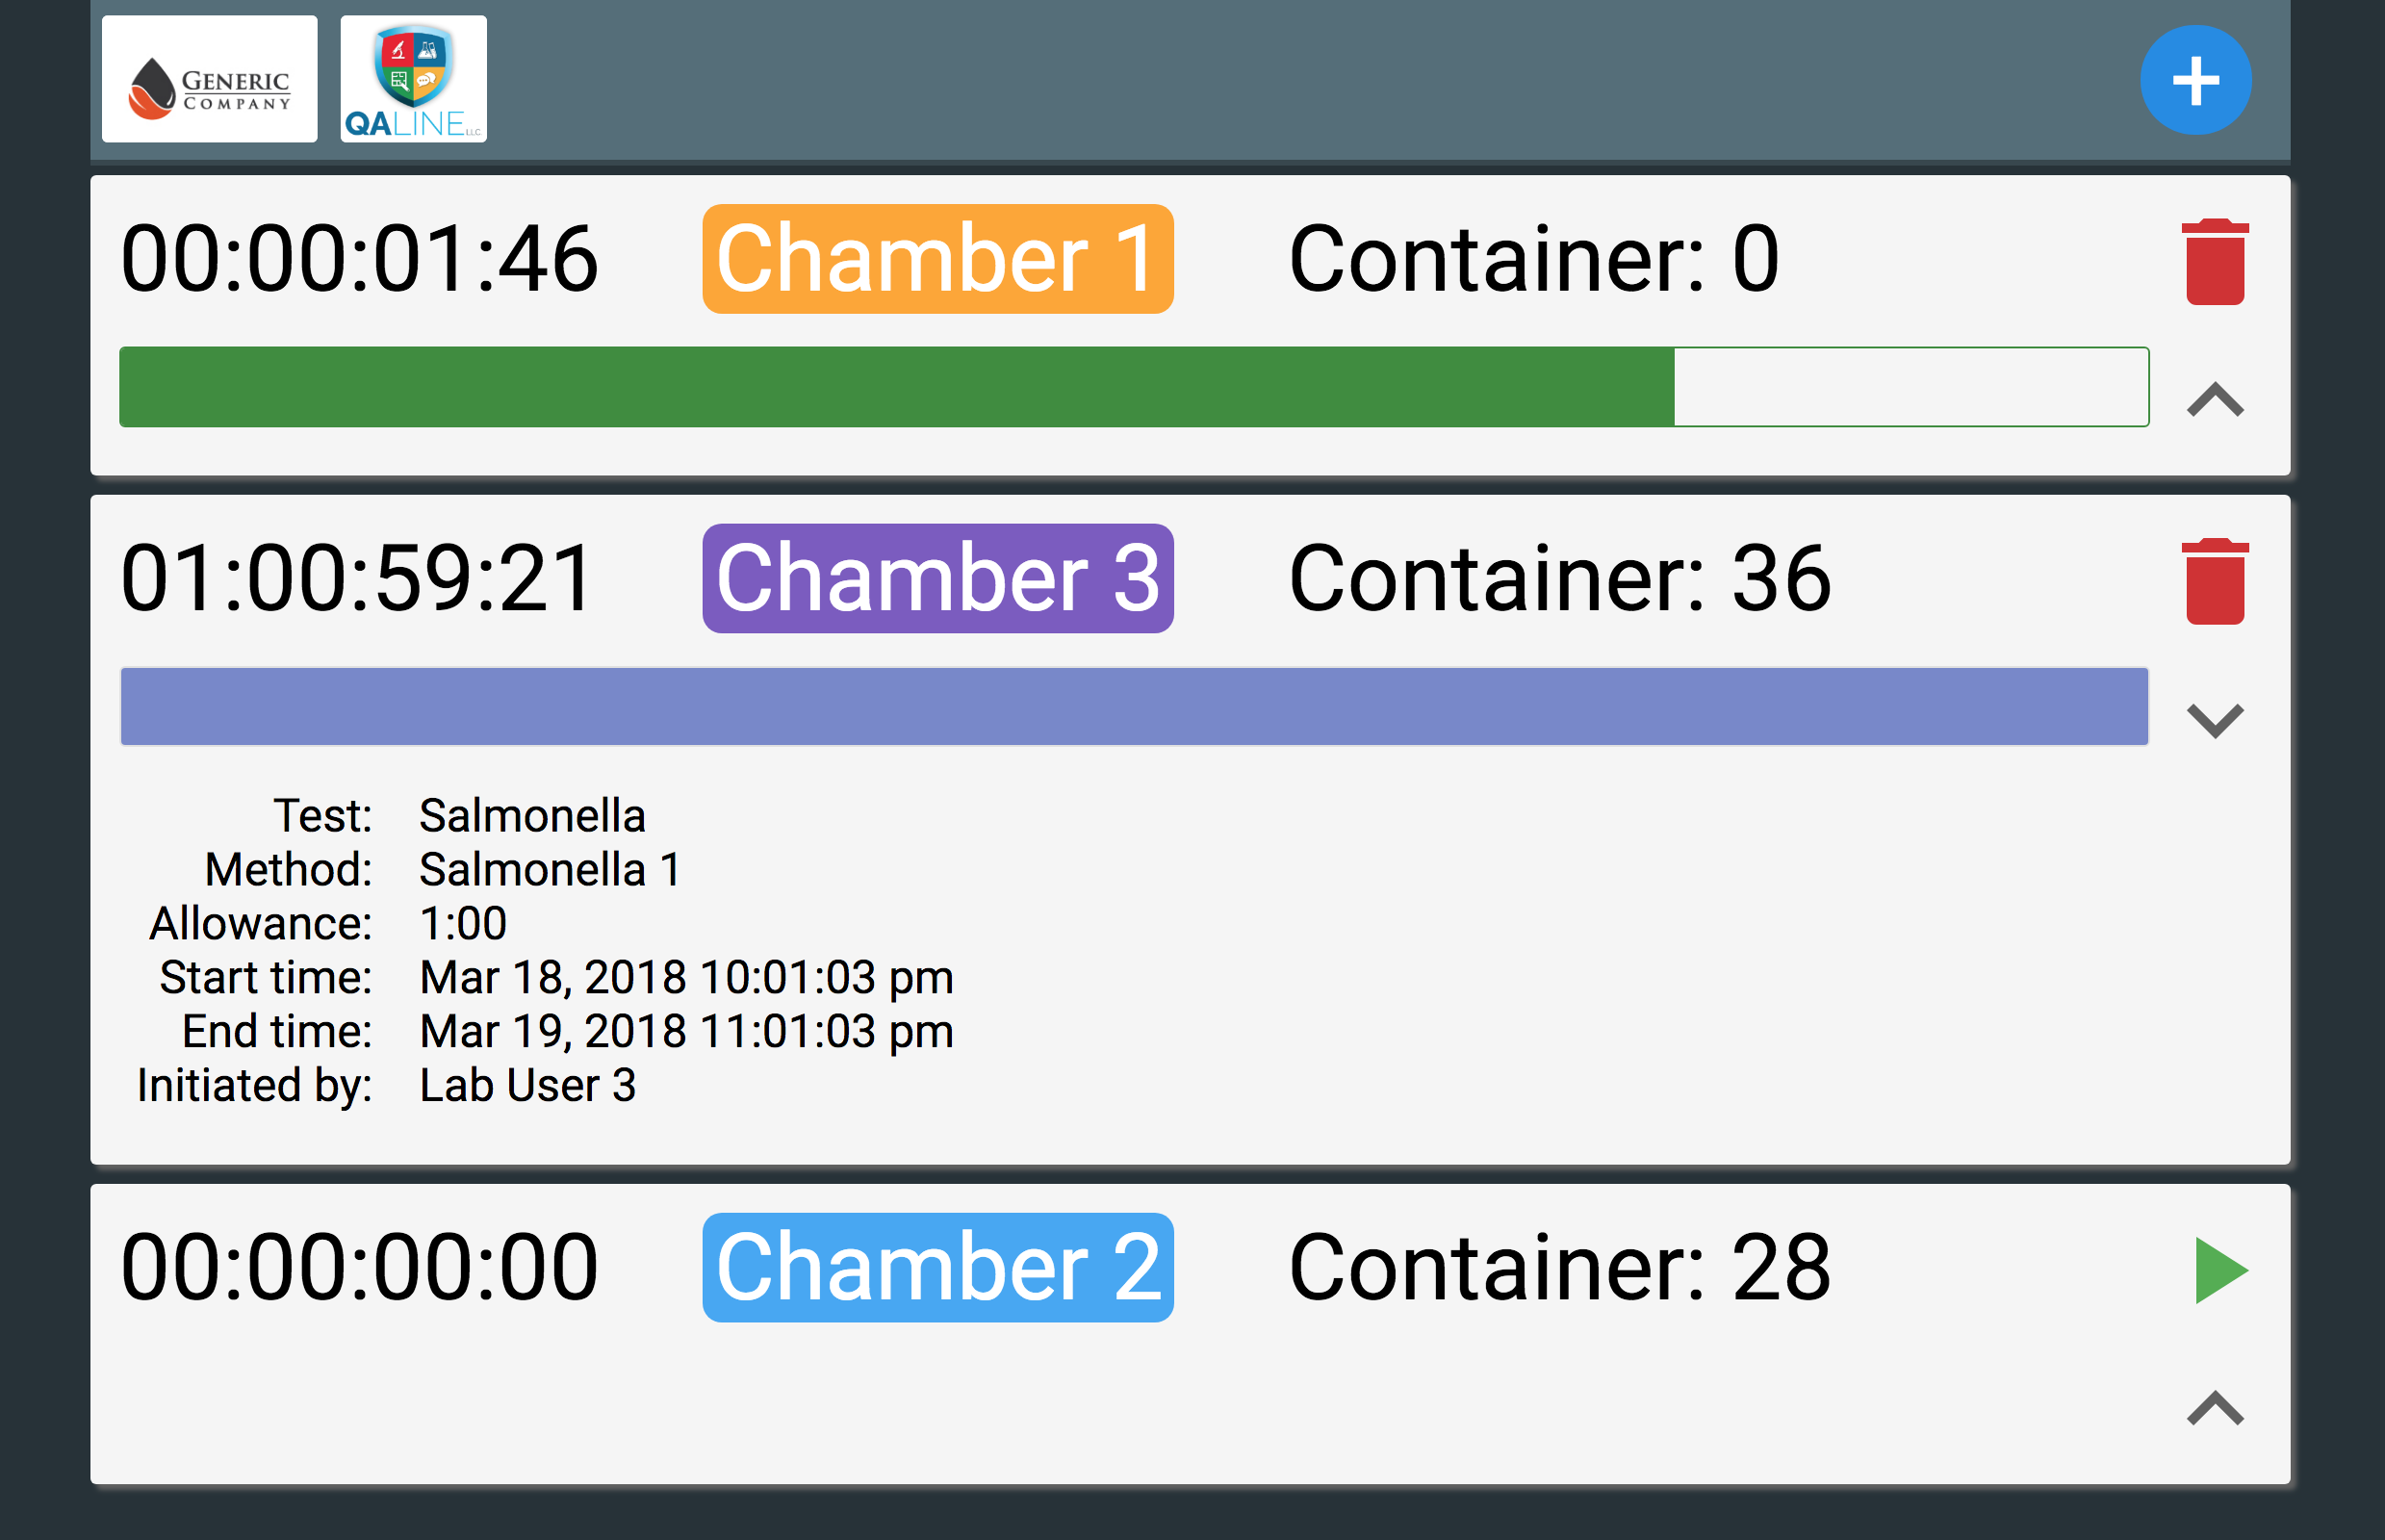 GENERIC
COMPANY
QALINE LLC
00:00:01:46 Chamber 1 Container: 0
01:00:59:21 Chamber 3 Container: 36
Test: Salmonella
Method: Salmonella 1
Allowance: 1:00
Start time: Mar 18, 2018 10:01:03 pm
End time: Mar 19, 2018 11:01:03 pm
Initiated by: Lab User 3
00:00:00:00 Chamber 2 Container: 28